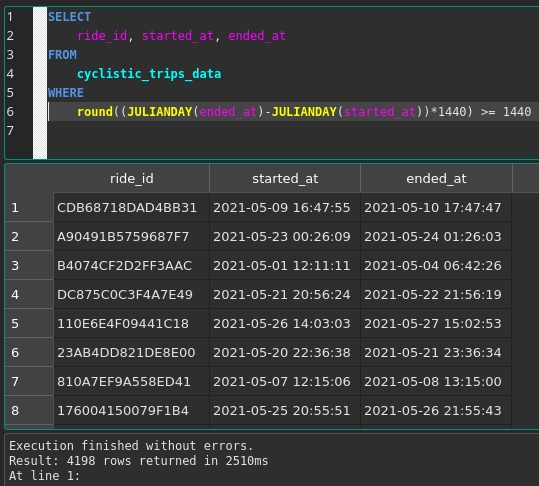 1 SELECT
2 ride_id, started_at, ended_at
3 FROM
4 cyclistic_trips_data
5 WHERE
6 round((JULIANDAY(ended_at)-JULIANDAY(started_at))*1440) >= 1440
7
ride_id started_at ended_at
1 CDB68718DAD4BB31 2021-05-09 16:47:55 2021-05-10 17:47:47
2 A90491B5759687F7 2021-05-23 00:26:09 2021-05-24 01:26:03
3 B4074CF2D2FF3AAC 2021-05-01 12:11:11 2021-05-04 06:42:26
4 DC875C0C3F4A7E49 2021-05-21 20:56:24 2021-05-22 21:56:19
5 110E6E4F09441C18 2021-05-26 14:03:03 2021-05-27 15:02:53
6 23AB4DD821DE8E00 2021-05-20 22:36:38 2021-05-21 23:36:34
7 810A7EF9A558ED41 2021-05-07 12:15:06 2021-05-08 13:15:00
8 176004150079F1B4 2021-05-25 20:55:51 2021-05-26 21:55:43
Execution finished without errors.
Result: 4198 rows returned in 2510ms
At line 1: